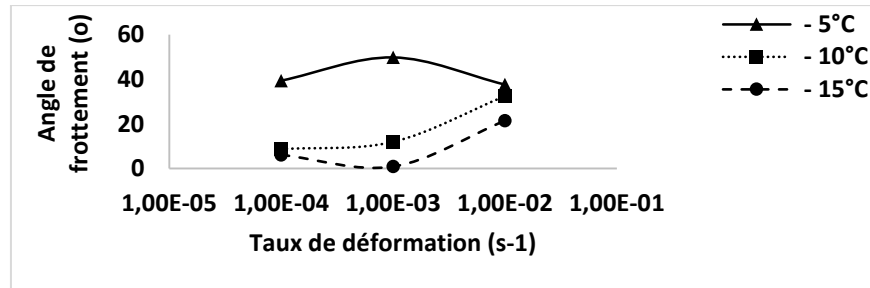 Angle de
frottement (o)
60
40
20
0
1,00E-05 1,00E-04 1,00E-03 1,00E-02 1,00E-01
Taux de déformation (s-1)
- 5°C
- 10°C
- 15°C